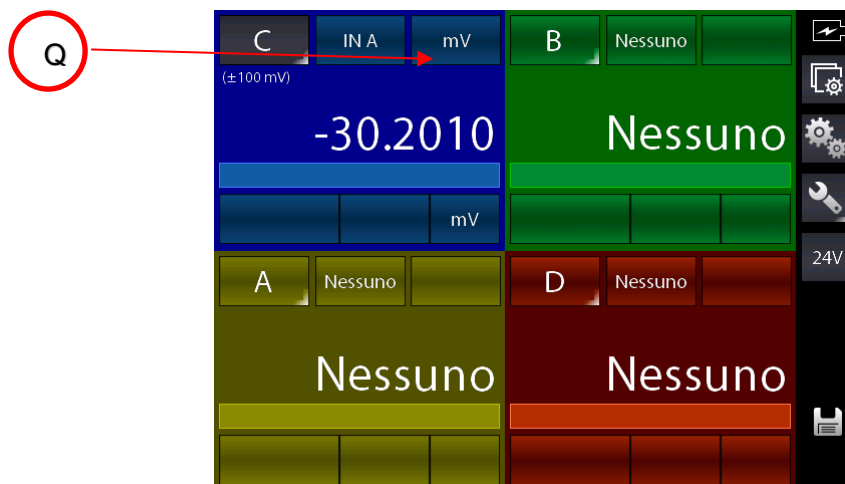 Q
C IN A mV
(±100 mV)
-30.2010
mV
B Nessuno
Nessuno
A Nessuno
Nessuno
D Nessuno
Nessuno
24V